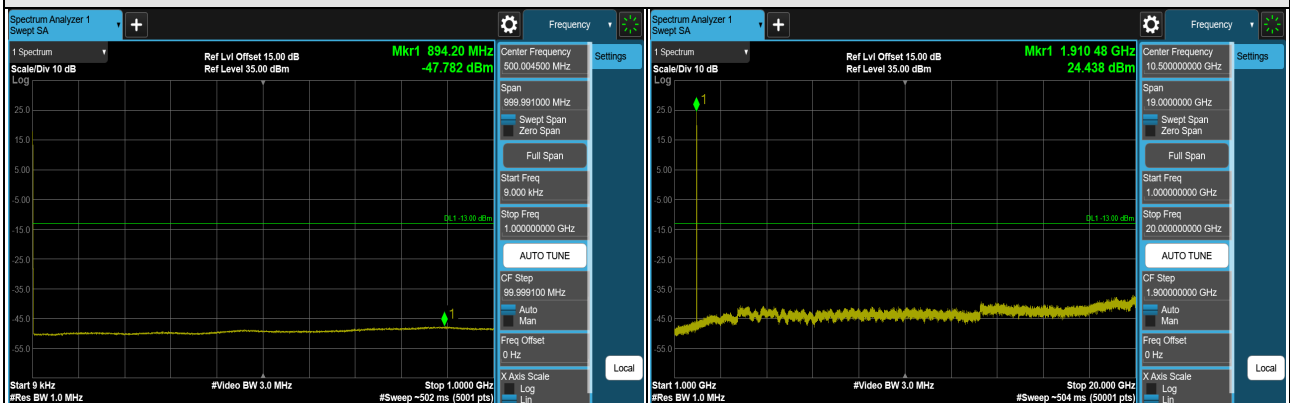 Spectrum Analyzer 1
Swept SA
+
Frequency
1 Spectrum
Scale/Div 10 dB
Log
Ref Lvl Offset 15.00 dB
Ref Level 35.00 dBm
Mkr1 894.20 MHz
-47.782 dBm
1
25.0
15.0
5.00
-5.00
-15.0
-25.0
-35.0
-45.0
-55.0
DL1 -13.00 dBm
Start 9 kHz
#Res BW 1.0 MHz
#Video BW 3.0 MHz
Stop 1.0000 GHz
#Sweep ~502 ms (5001 pts)
Center Frequency
500.004500 MHz
Span
999.991000 MHz
Swept Span
Zero Span
Full Span
Start Freq
9.000 kHz
Stop Freq
1.000000000 GHz
AUTO TUNE
CF Step
99.999100 MHz
Auto
Man
Freq Offset
0 Hz
X Axis Scale
Log
Lin
Settings
Local
Spectrum Analyzer 1
Swept SA
+
Frequency
1 Spectrum
Scale/Div 10 dB
Log
Ref Lvl Offset 15.00 dB
Ref Level 35.00 dBm
Mkr1 1.910 48 GHz
24.438 dBm
1
25.0
15.0
5.00
-5.00
-15.0
-25.0
-35.0
-45.0
-55.0
DL1 -13.00 dBm
Start 1.000 GHz
#Res BW 1.0 MHz
#Video BW 3.0 MHz
Stop 20.000 GHz
#Sweep ~504 ms (50001 pts)
Center Frequency
10.500000000 GHz
Span
19.0000000 GHz
Swept Span
Zero Span
Full Span
Start Freq
1.000000000 GHz
Stop Freq
20.000000000 GHz
AUTO TUNE
CF Step
1.900000000 GHz
Auto
Man
Freq Offset
0 Hz
X Axis Scale
Log
Lin
Settings
Local